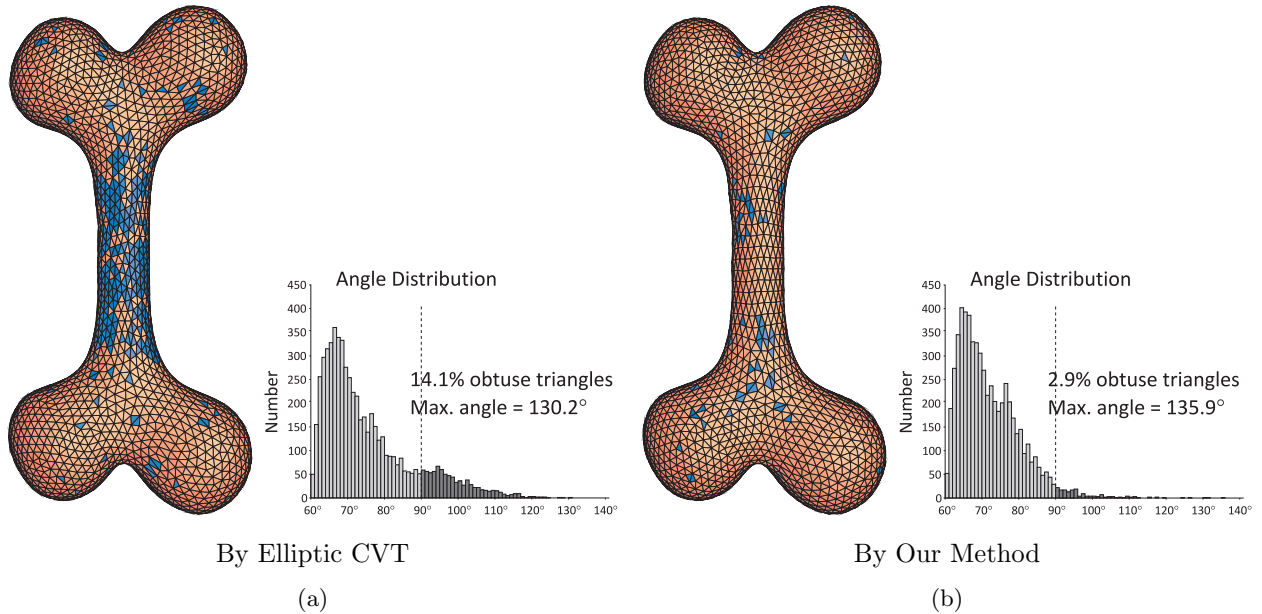 Angle Distribution
450
400
350
300
250
200
150
100
50
0
Number
14.1% obtuse triangles
Max. angle = 130.2°
60° 70° 80° 90° 100° 110° 120° 130° 140°
By Elliptic CVT
(a)
Angle Distribution
450
400
350
300
250
200
150
100
50
0
Number
2.9% obtuse triangles
Max. angle = 135.9°
60° 70° 80° 90° 100° 110° 120° 130° 140°
By Our Method
(b)